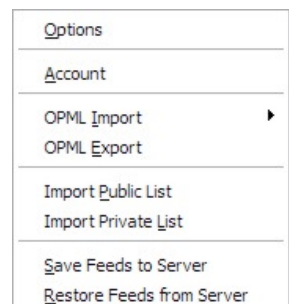 Options
Account
OPML Import
OPML Export
Import Public List
Import Private List
Save Feeds to Server
Restore Feeds from Server